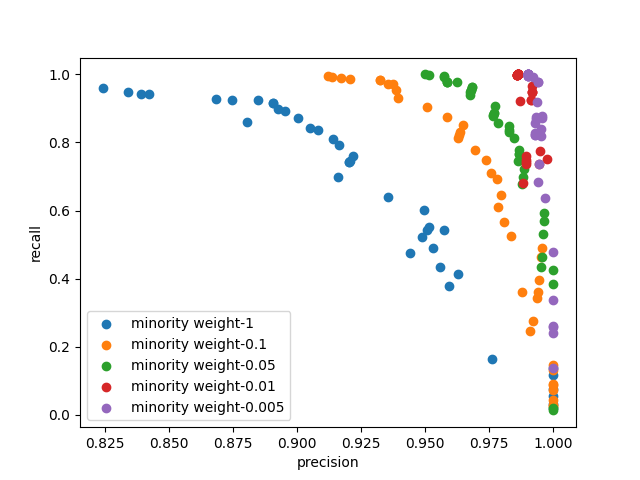 1.0
0.8
0.6
0.4
0.2
0.0
recall
minority weight-1
minority weight-0.1
minority weight-0.05
minority weight-0.01
minority weight-0.005
0.825 0.850 0.875 0.900 0.925 0.950 0.975 1.000
precision